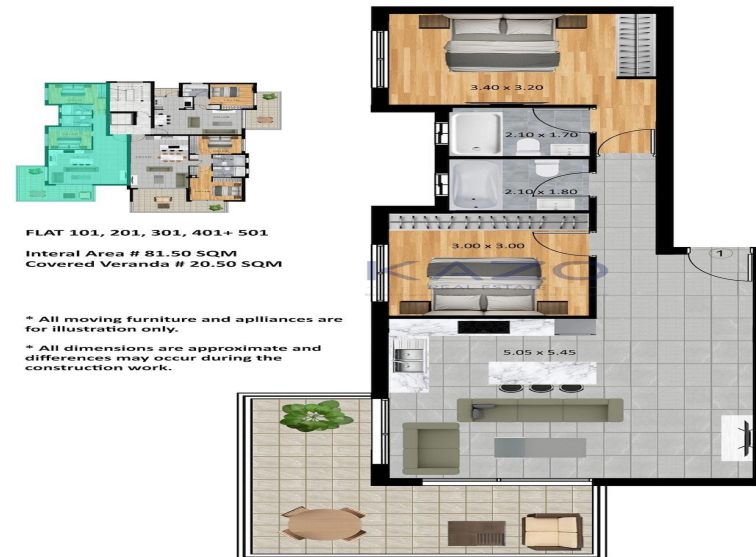 3.40 x 3.20
2.10 x 1.70
2.10 x 1.80
FLAT 101, 201, 301, 401+ 501
Interal Area # 81.50 SQM
Covered Veranda # 20.50 SQM
3.00 x 3.00
1
KAZO
REAL ESTATE
* All moving furniture and aplliances are
for illustration only.
* All dimensions are approximate and
differences may occur during the
construction work.
5.05 x 5.45